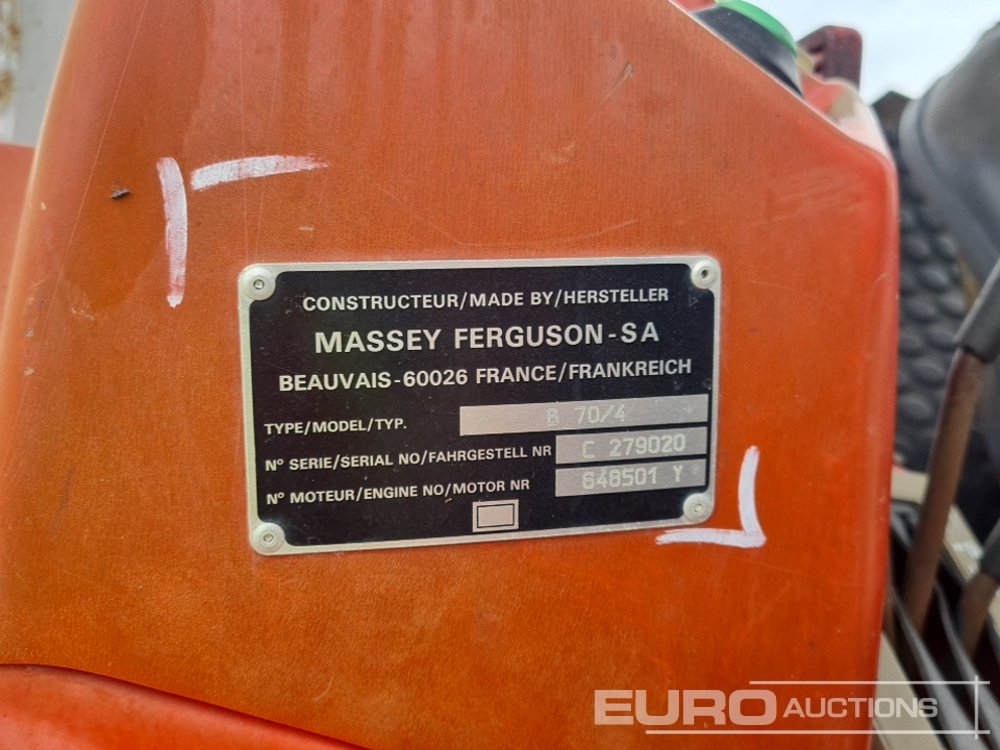 CONSTRUCTEUR/MADE BY/HERSTELLER
MASSEY FERGUSON-SA
BEAUVAIS-60026 FRANCE/FRANKREICH
TYPE/MODEL/TYP. B 70/4
N° SERIE/SERIAL NO/FAHRGESTELL NR C 279020
N° MOTEUR/ENGINE NO/MOTOR NR 648501 Y
EURO AUCTIONS